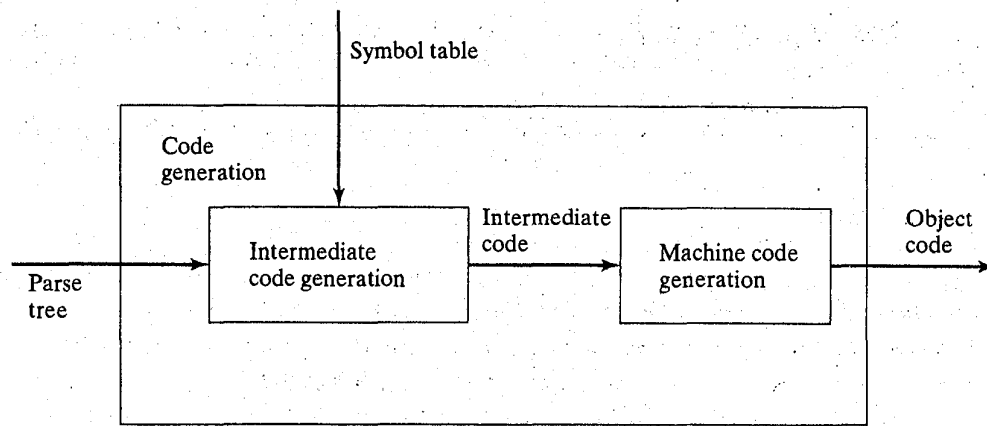 Symbol table
Code
generation
Intermediate
code generation
Intermediate
code
Machine code
generation
Object
code
Parse
tree